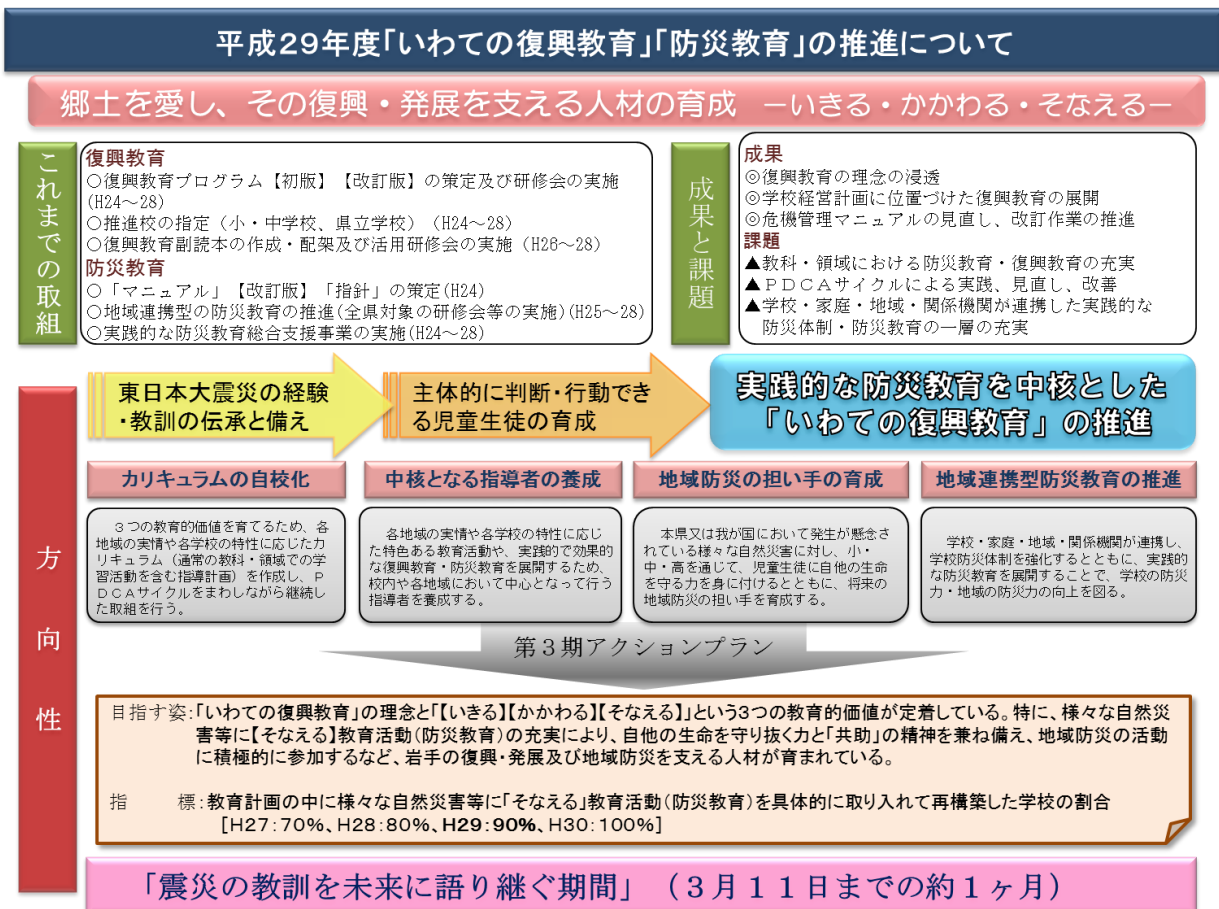 平成29年度「いわての復興教育」「防災教育」の推進について
郷土を愛し、その復興・発展を支える人材の育成 －いきる・かかわる・そなえる－
これまでの取組
復興教育
○復興教育プログラム【初版】【改訂版】の策定及び研修会の実施
(H24～28)
○推進校の指定（小・中学校、県立学校）（H24～28）
○復興教育副読本の作成・配架及び活用研修会の実施（H26～28）
防災教育
○「マニュアル」【改訂版】「指針」の策定(H24)
○地域連携型の防災教育の推進(全県対象の研修会等の実施)(H25～28)
○実践的な防災教育総合支援事業の実施(H24～28)
成果と課題
成果
◎復興教育の理念の浸透
◎学校経営計画に位置づけた復興教育の展開
◎危機管理マニュアルの見直し、改訂作業の推進
課題
▲教科・領域における防災教育・復興教育の充実
▲ＰＤＣＡサイクルによる実践、見直し、改善
▲学校・家庭・地域・関係機関が連携した実践的な
防災体制・防災教育の一層の充実
方向性
東日本大震災の経験
・教訓の伝承と備え
主体的に判断・行動でき
る児童生徒の育成
実践的な防災教育を中核とした
「いわての復興教育」の推進
カリキュラムの自校化
３つの教育的価値を育てるため、各
地域の実情や各学校の特性に応じたカ
リキュラム（通常の教科・領域での学
習活動を含む指導計画）を作成し、Ｐ
ＤＣＡサイクルをまわしながら継続し
た取組を行う。
中核となる指導者の養成
各地域の実情や各学校の特性に応じ
た特色ある教育活動や、実践的で効果的
な復興教育・防災教育を展開するため、
校内や各地域において中心となって行う
指導者を養成する。
地域防災の担い手の育成
本県又は我が国において発生が懸念さ
れている様々な自然災害に対し、小・
中・高を通じて、児童生徒に自他の生命
を守る力を身に付けるとともに、将来の
地域防災の担い手を育成する。
地域連携型防災教育の推進
学校・家庭・地域・関係機関が連携し、
学校防災体制を強化するとともに、実践的
な防災教育を展開することで、学校の防災
力・地域の防災力の向上を図る。
第３期アクションプラン
目指す姿：「いわての復興教育」の理念と「【いきる】【かかわる】【そなえる】」という3つの教育的価値が定着している。特に、様々な自然災
害等に【そなえる】教育活動（防災教育）の充実により、自他の生命を守り抜く力と「共助」の精神を兼ね備え、地域防災の活動
に積極的に参加するなど、岩手の復興・発展及び地域防災を支える人材が育まれている。
指　　標：教育計画の中に様々な自然災害等に「そなえる」教育活動（防災教育）を具体的に取り入れて再構築した学校の割合
［H27：70％、H28：80％、H29：90％、H30：100％］
「震災の教訓を未来に語り継ぐ期間」（３月１１日までの約１ヶ月）